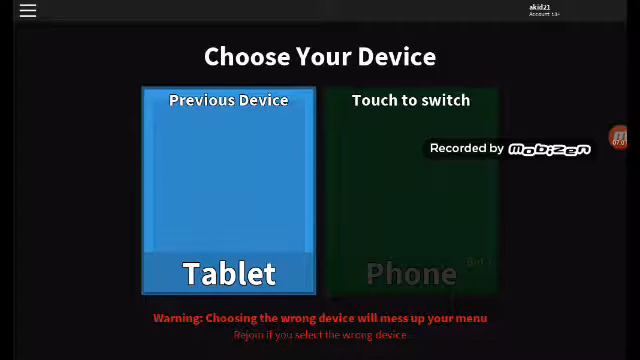 akid21
Account: 13+
Choose Your Device
Previous Device
Touch to switch
Recorded by mobizen
Tablet
Phone
Warning: Choosing the wrong device will mess up your menu
Rejoin if you select the wrong device